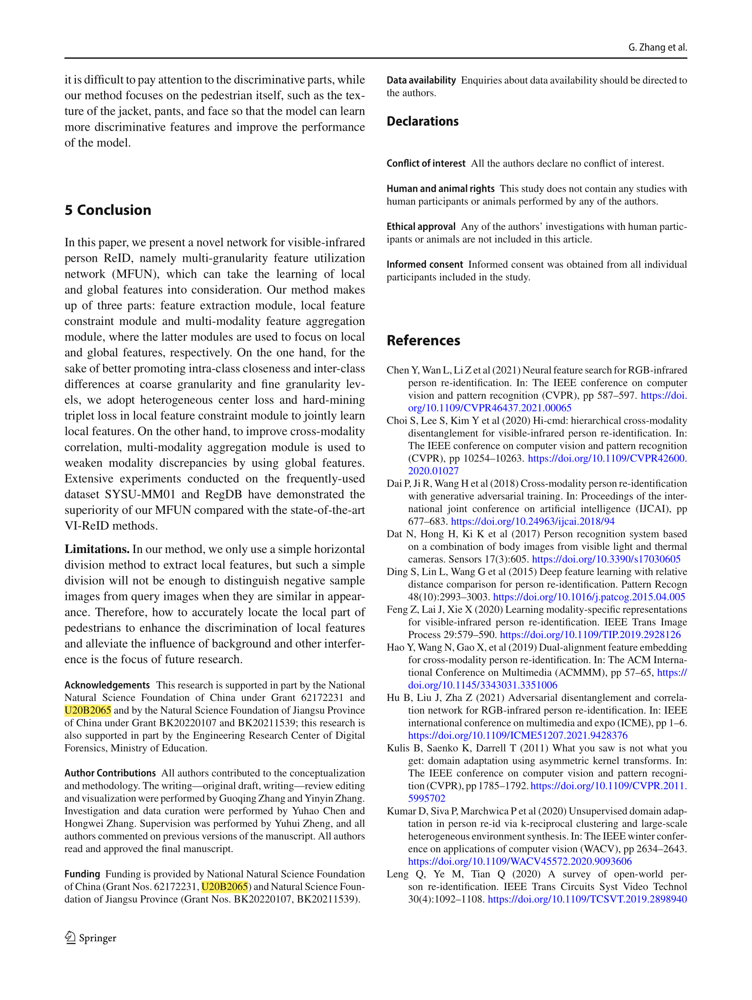 G. Zhang et al.
it is difficult to pay attention to the discriminative parts, while
our method focuses on the pedestrian itself, such as the tex-
ture of the jacket, pants, and face so that the model can learn
more discriminative features and improve the performance
of the model.
5 Conclusion
In this paper, we present a novel network for visible-infrared
person ReID, namely multi-granularity feature utilization
network (MFUN), which can take the learning of local
and global features into consideration. Our method makes
up of three parts: feature extraction module, local feature
constraint module and multi-modality feature aggregation
module, where the latter modules are used to focus on local
and global features, respectively. On the one hand, for the
sake of better promoting intra-class closeness and inter-class
differences at coarse granularity and fine granularity lev-
els, we adopt heterogeneous center loss and hard-mining
triplet loss in local feature constraint module to jointly learn
local features. On the other hand, to improve cross-modality
correlation, multi-modality aggregation module is used to
weaken modality discrepancies by using global features.
Extensive experiments conducted on the frequently-used
dataset SYSU-MM01 and RegDB have demonstrated the
superiority of our MFUN compared with the state-of-the-art
VI-ReID methods.
Limitations. In our method, we only use a simple horizontal
division method to extract local features, but such a simple
division will not be enough to distinguish negative sample
images from query images when they are similar in appear-
ance. Therefore, how to accurately locate the local part of
pedestrians to enhance the discrimination of local features
and alleviate the influence of background and other interfer-
ence is the focus of future research.
Acknowledgements This research is supported in part by the National
Natural Science Foundation of China under Grant 62172231 and
U20B2065 and by the Natural Science Foundation of Jiangsu Province
of China under Grant BK20220107 and BK20211539; this research is
also supported in part by the Engineering Research Center of Digital
Forensics, Ministry of Education.
Author Contributions All authors contributed to the conceptualization
and methodology. The writing—original draft, writing—review editing
and visualization were performed by Guoqing Zhang and Yinyin Zhang.
Investigation and data curation were performed by Yuhao Chen and
Hongwei Zhang. Supervision was performed by Yuhui Zheng, and all
authors commented on previous versions of the manuscript. All authors
read and approved the final manuscript.
Funding Funding is provided by National Natural Science Foundation
of China (Grant Nos. 62172231, U20B2065) and Natural Science Foun-
dation of Jiangsu Province (Grant Nos. BK20220107, BK20211539).
Data availability Enquiries about data availability should be directed to
the authors.
Declarations
Conflict of interest All the authors declare no conflict of interest.
Human and animal rights This study does not contain any studies with
human participants or animals performed by any of the authors.
Ethical approval Any of the authors' investigations with human partic-
ipants or animals are not included in this article.
Informed consent Informed consent was obtained from all individual
participants included in the study.
References
Chen Y, Wan L, Li Z et al (2021) Neural feature search for RGB-infrared
person re-identification. In: The IEEE conference on computer
vision and pattern recognition (CVPR), pp 587–597. https://doi.
org/10.1109/CVPR46437.2021.00065
Choi S, Lee S, Kim Y et al (2020) Hi-cmd: hierarchical cross-modality
disentanglement for visible-infrared person re-identification. In:
The IEEE conference on computer vision and pattern recognition
(CVPR), pp 10254–10263. https://doi.org/10.1109/CVPR42600.
2020.01027
Dai P, Ji R, Wang H et al (2018) Cross-modality person re-identification
with generative adversarial training. In: Proceedings of the inter-
national joint conference on artificial intelligence (IJCAI), pp
677–683. https://doi.org/10.24963/ijcai.2018/94
Dat N, Hong H, Ki K et al (2017) Person recognition system based
on a combination of body images from visible light and thermal
cameras. Sensors 17(3):605. https://doi.org/10.3390/s17030605
Ding S, Lin L, Wang G et al (2015) Deep feature learning with relative
distance comparison for person re-identification. Pattern Recogn
48(10):2993–3003. https://doi.org/10.1016/j.patcog.2015.04.005
Feng Z, Lai J, Xie X (2020) Learning modality-specific representations
for visible-infrared person re-identification. IEEE Trans Image
Process 29:579–590. https://doi.org/10.1109/TIP.2019.2928126
Hao Y, Wang N, Gao X, et al (2019) Dual-alignment feature embedding
for cross-modality person re-identification. In: The ACM Interna-
tional Conference on Multimedia (ACMMM), pp 57–65, https://
doi.org/10.1145/3343031.3351006
Hu B, Liu J, Zha Z (2021) Adversarial disentanglement and correla-
tion network for RGB-infrared person re-identification. In: IEEE
international conference on multimedia and expo (ICME), pp 1–6.
https://doi.org/10.1109/ICME51207.2021.9428376
Kulis B, Saenko K, Darrell T (2011) What you saw is not what you
get: domain adaptation using asymmetric kernel transforms. In:
The IEEE conference on computer vision and pattern recogni-
tion (CVPR), pp 1785–1792. https://doi.org/10.1109/CVPR.2011.
5995702
Kumar D, Siva P, Marchwica P et al (2020) Unsupervised domain adap-
tation in person re-id via k-reciprocal clustering and large-scale
heterogeneous environment synthesis. In: The IEEE winter confer-
ence on applications of computer vision (WACV), pp 2634–2643.
https://doi.org/10.1109/WACV45572.2020.9093606
Leng Q, Ye M, Tian Q (2020) A survey of open-world per-
son re-identification. IEEE Trans Circuits Syst Video Technol
30(4):1092–1108. https://doi.org/10.1109/TCSVT.2019.2898940
Springer